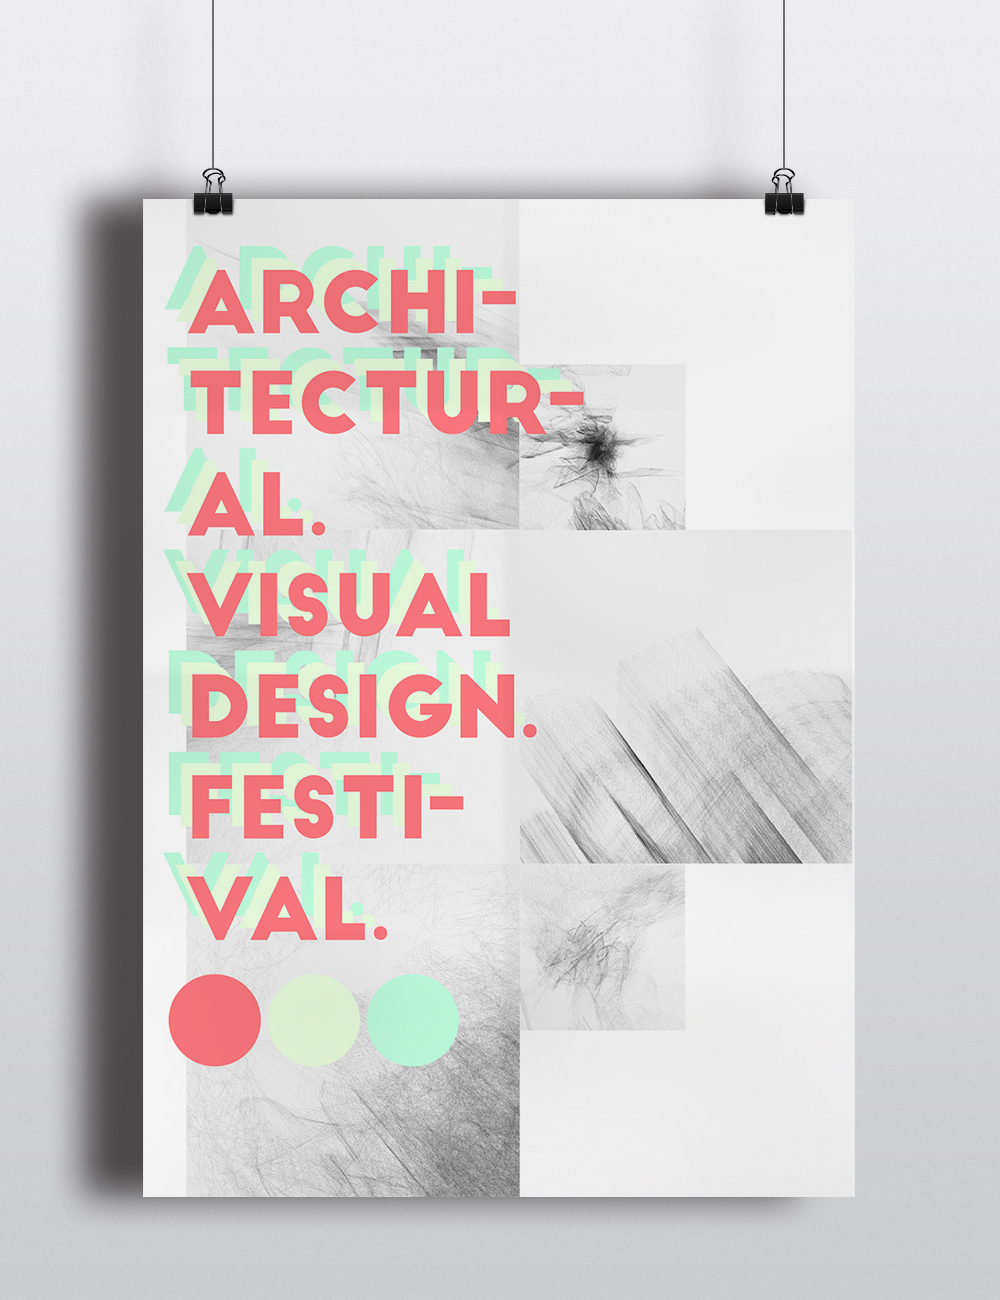 ARCHI-
TECTUR-
AL.
VISUAL
DESIGN.
FESTI-
VAL.